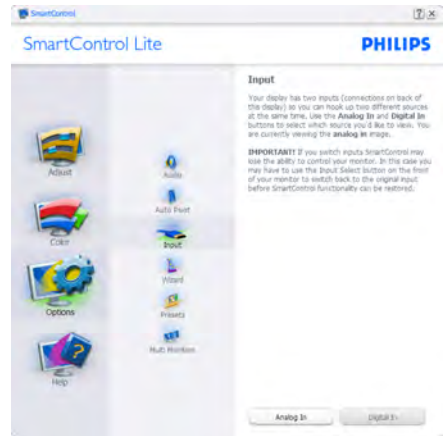 SmartControl
SmartControl Lite
PHILIPS
Adjust
Color
Options
Help
Audio
Auto Pivot
Input
Wizard
Presets
Multi Monitors
Input
Your display has two inputs (connections on back of
the display) so you can hook up two different sources
at the same time. Use the Analog In and Digital In
buttons to select which source you'd like to view. You
are currently viewing the analog in image.
IMPORTANT! If you switch inputs SmartControl may
lose the ability to control your monitor. In this case you
may have to use the Input Select button on the front
of your monitor to switch back to the original input
before SmartControl functionality can be restored.
Analog In
Digital In